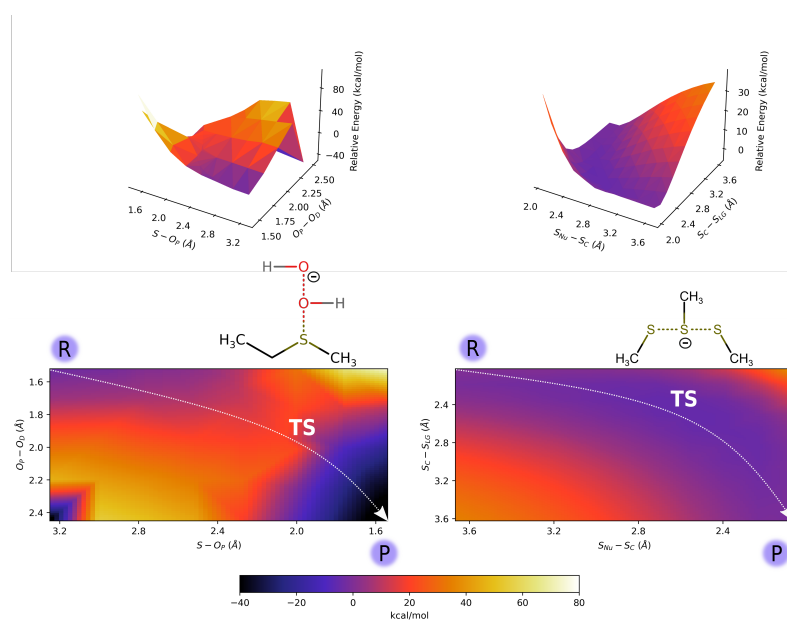 80
40
0
−40
Relative Energy (kcal/mol)
1.6
2.0
2.4
2.8
3.2
S−O_P (Å)
1.50
1.75
2.00
2.25
2.50
O_P−O_D (Å)
30
20
10
0
Relative Energy (kcal/mol)
2.0
2.4
2.8
3.2
3.6
S_Nu−S_C (Å)
2.0
2.4
2.8
3.2
3.6
S_C−S_LG (Å)
H O ⊖
O H
H₃C S CH₃
CH₃
S S S
⊖
H₃C CH₃
R
TS
P
1.6
2.0
2.4
O_P−O_D (Å)
3.2 2.8 2.4 2.0 1.6
S−O_P (Å)
R
TS
P
2.4
2.8
3.2
3.6
S_C−S_LG (Å)
3.6 3.2 2.8 2.4
S_Nu−S_C (Å)
−40 −20 0 20 40 60 80
kcal/mol